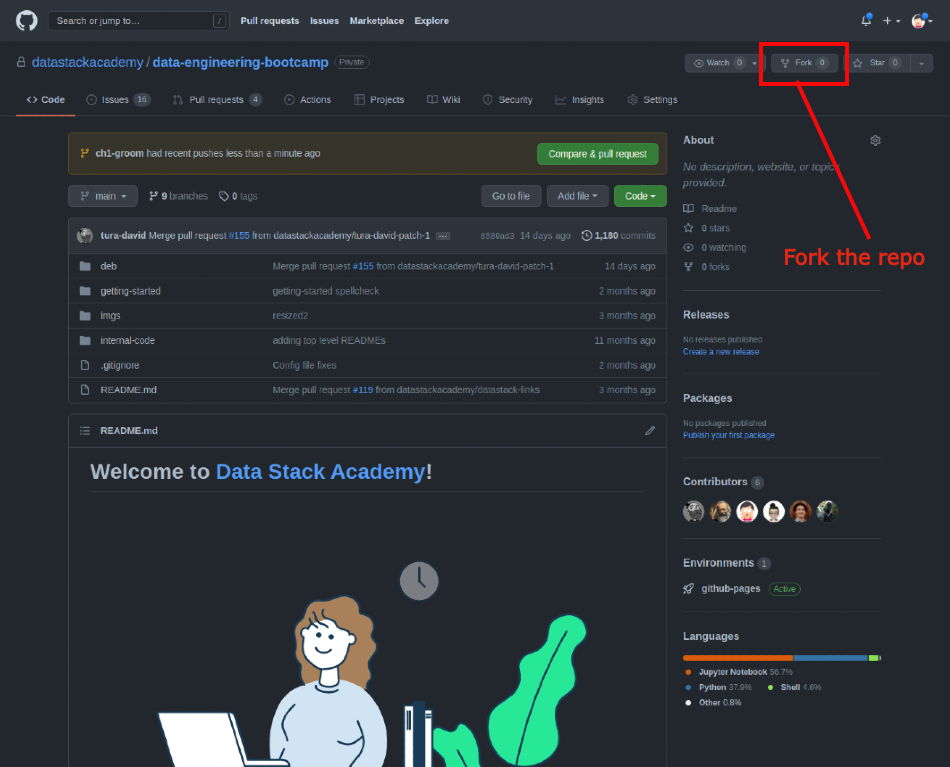 Search or jump to... /
Pull requests Issues Marketplace Explore
datastackacademy / data-engineering-bootcamp Private
Watch 0 Fork 0 Star 0
Code Issues 16 Pull requests 4 Actions Projects Wiki Security Insights Settings
ch1-groom had recent pushes less than a minute ago Compare & pull request
main 9 branches 0 tags Go to file Add file Code
tura-david Merge pull request #155 from datastackacademy/tura-david-patch-1 14 days ago 1,180 commits
deb Merge pull request #155 from datastackacademy/tura-david-patch-1 14 days ago
getting-started getting-started spellcheck 2 months ago
imgs resized2 3 months ago
internal-code adding top level READMEs 11 months ago
.gitignore Config file fixes 2 months ago
README.md Merge pull request #119 from datastackacademy/datastack-links 3 months ago
README.md
Welcome to Data Stack Academy!
About
No description, website, or topics
provided.
Readme
0 stars
0 watching
0 forks
Fork the repo
Releases
No releases published
Create a new release
Packages
No packages published
Publish your first package
Contributors 6
Environments 1
github-pages Active
Languages
Jupyter Notebook 56.7%
Python 37.9% Shell 4.6%
Other 0.8%